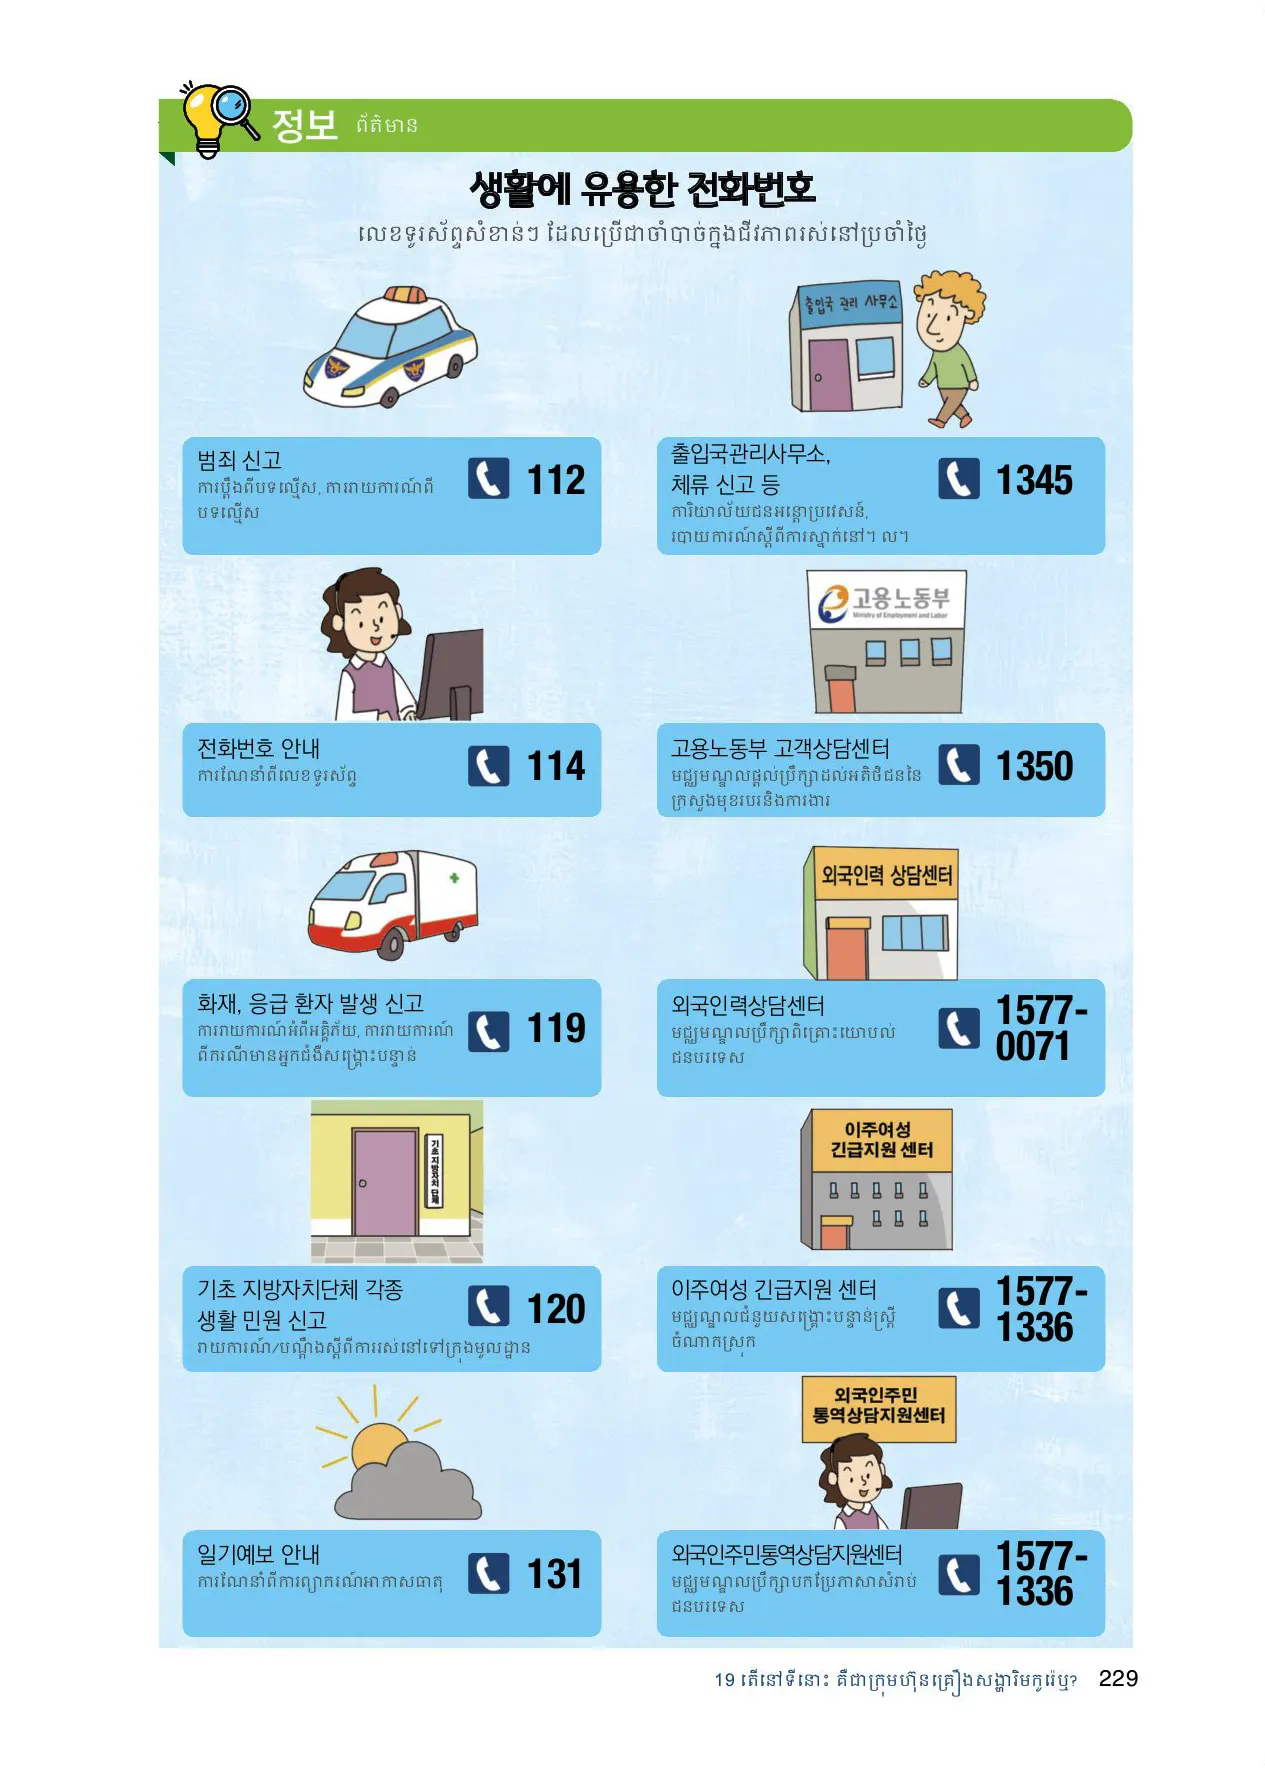 정보 ព័ត៌មាន
생활에 유용한 전화번호
លេខទូរស័ព្ទសំខាន់ៗ ដែលប្រើជាចាំបាច់ក្នុងជីវភាពរស់នៅប្រចាំថ្ងៃ
출입국 관리 사무소
범죄 신고
ការប្ដឹងពីបទល្មើស, ការរាយការណ៍ពី
បទល្មើស
112
출입국관리사무소,
체류 신고 등
ការិយាល័យជនអន្តោប្រវេសន៍,
របាយការណ៍ស្ដីពីការស្នាក់នៅ។ ល។
1345
고용노동부
Ministry of Employment and Labor
전화번호 안내
ការណែនាំពីលេខទូរស័ព្ទ
114
고용노동부 고객상담센터
មជ្ឈមណ្ឌលផ្ដល់ប្រឹក្សាដល់អតិថិជននៃ
ក្រសួងមុខរបរនិងការងារ
1350
외국인력 상담센터
화재, 응급 환자 발생 신고
ការរាយការណ៍អំពីអគ្គិភ័យ, ការរាយការណ៍
ពីករណីមានអ្នកជំងឺសង្គ្រោះបន្ទាន់
119
외국인력상담센터
មជ្ឈមណ្ឌលប្រឹក្សាពិគ្រោះយោបល់
ជនបរទេស
1577-
0071
기초지방자치단체
이주여성
긴급지원 센터
기초 지방자치단체 각종
생활 민원 신고
រាយការណ៍/បណ្ដឹងស្ដីពីការរស់នៅទៅក្រុងមូលដ្ឋាន
120
이주여성 긴급지원 센터
មជ្ឈណ្ឌលជំនួយសង្គ្រោះបន្ទាន់ស្ត្រី
ចំណាកស្រុក
1577-
1336
외국인주민
통역상담지원센터
일기예보 안내
ការណែនាំពីការព្យាករណ៍អាកាសធាតុ
131
외국인주민통역상담지원센터
មជ្ឈមណ្ឌលប្រឹក្សាបកប្រែភាសាសំរាប់
ជនបរទេស
1577-
1336
19 តើនៅទីនោះ គឺជាក្រុមហ៊ុនគ្រឿងសង្ហារិមកូរ៉េឬ? 229